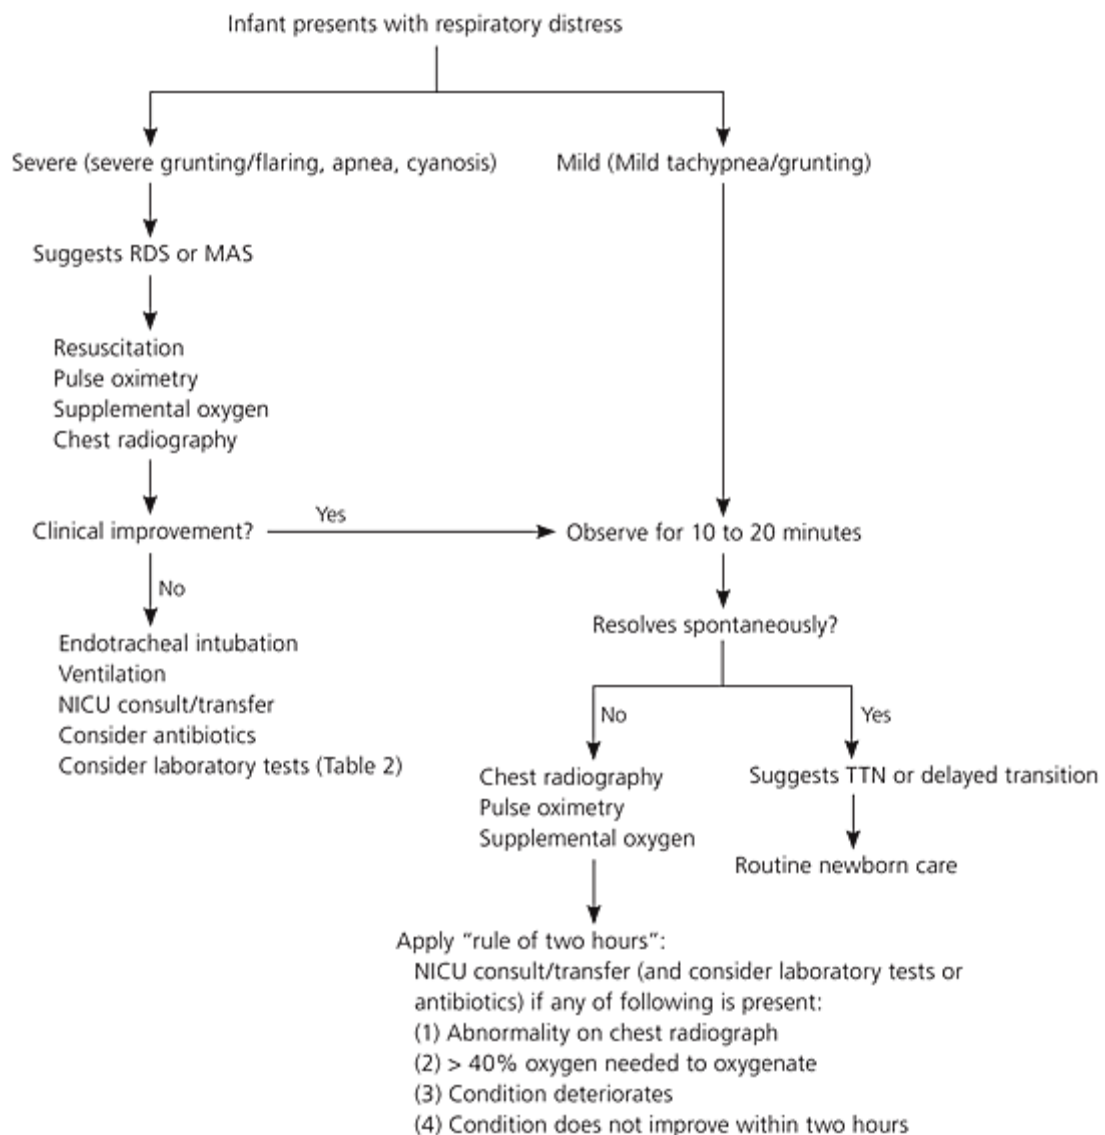 Infant presents with respiratory distress
Severe (severe grunting/flaring, apnea, cyanosis)
Mild (Mild tachypnea/grunting)
Suggests RDS or MAS
Resuscitation
Pulse oximetry
Supplemental oxygen
Chest radiography
Clinical improvement?
Yes
Observe for 10 to 20 minutes
No
Endotracheal intubation
Ventilation
NICU consult/transfer
Consider antibiotics
Consider laboratory tests (Table 2)
Resolves spontaneously?
No
Yes
Chest radiography
Pulse oximetry
Supplemental oxygen
Suggests TTN or delayed transition
Routine newborn care
Apply “rule of two hours”:
NICU consult/transfer (and consider laboratory tests or
antibiotics) if any of following is present:
(1) Abnormality on chest radiograph
(2) > 40% oxygen needed to oxygenate
(3) Condition deteriorates
(4) Condition does not improve within two hours